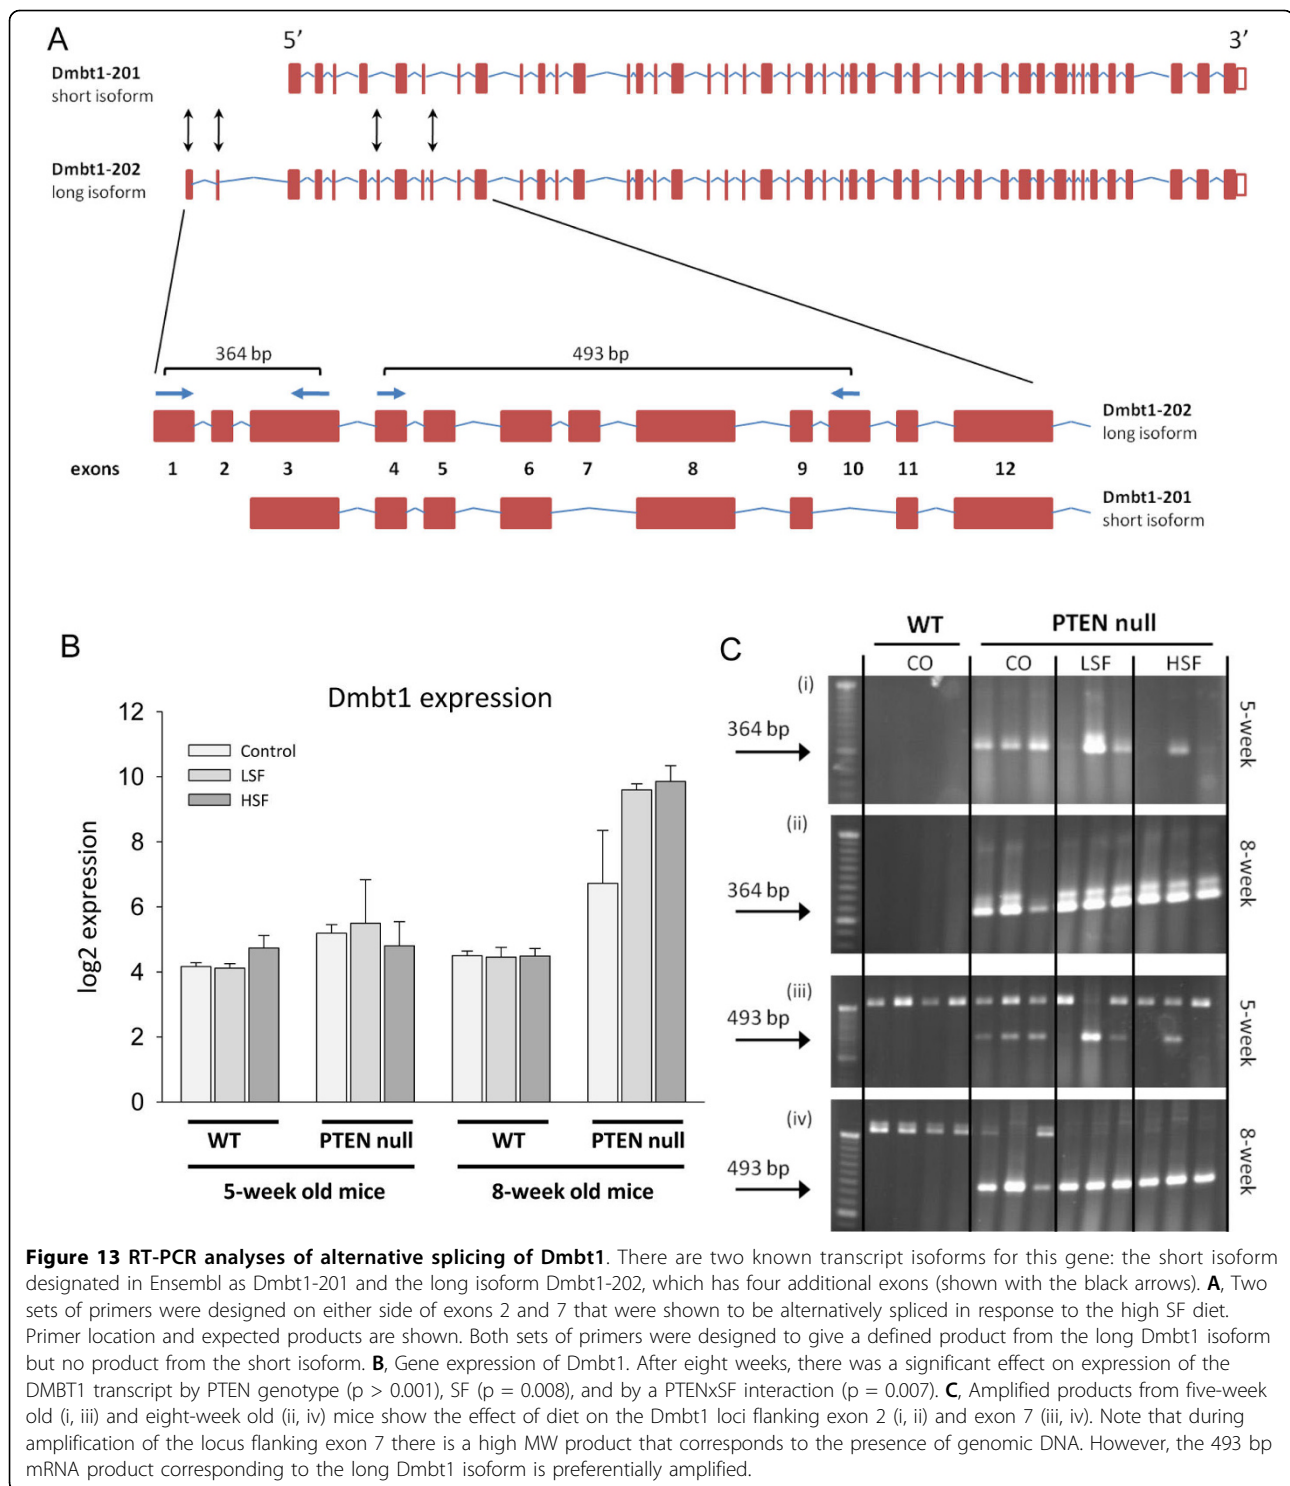 A
5’
3’
Dmbt1-201
short isoform
Dmbt1-202
long isoform
364 bp
493 bp
Dmbt1-202
long isoform
exons 1 2 3 4 5 6 7 8 9 10 11 12
Dmbt1-201
short isoform
B
Dmbt1 expression
Control
LSF
HSF
log2 expression
12
10
8
6
4
2
0
WT PTEN null WT PTEN null
5-week old mice 8-week old mice
C
WT PTEN null
CO CO LSF HSF
(i)
364 bp
5-week
(ii)
364 bp
8-week
(iii)
493 bp
5-week
(iv)
493 bp
8-week
Figure 13 RT-PCR analyses of alternative splicing of Dmbt1. There are two known transcript isoforms for this gene: the short isoform
designated in Ensembl as Dmbt1-201 and the long isoform Dmbt1-202, which has four additional exons (shown with the black arrows). A, Two
sets of primers were designed on either side of exons 2 and 7 that were shown to be alternatively spliced in response to the high SF diet.
Primer location and expected products are shown. Both sets of primers were designed to give a defined product from the long Dmbt1 isoform
but no product from the short isoform. B, Gene expression of Dmbt1. After eight weeks, there was a significant effect on expression of the
DMBT1 transcript by PTEN genotype (p > 0.001), SF (p = 0.008), and by a PTENxSF interaction (p = 0.007). C, Amplified products from five-week
old (i, iii) and eight-week old (ii, iv) mice show the effect of diet on the Dmbt1 loci flanking exon 2 (i, ii) and exon 7 (iii, iv). Note that during
amplification of the locus flanking exon 7 there is a high MW product that corresponds to the presence of genomic DNA. However, the 493 bp
mRNA product corresponding to the long Dmbt1 isoform is preferentially amplified.